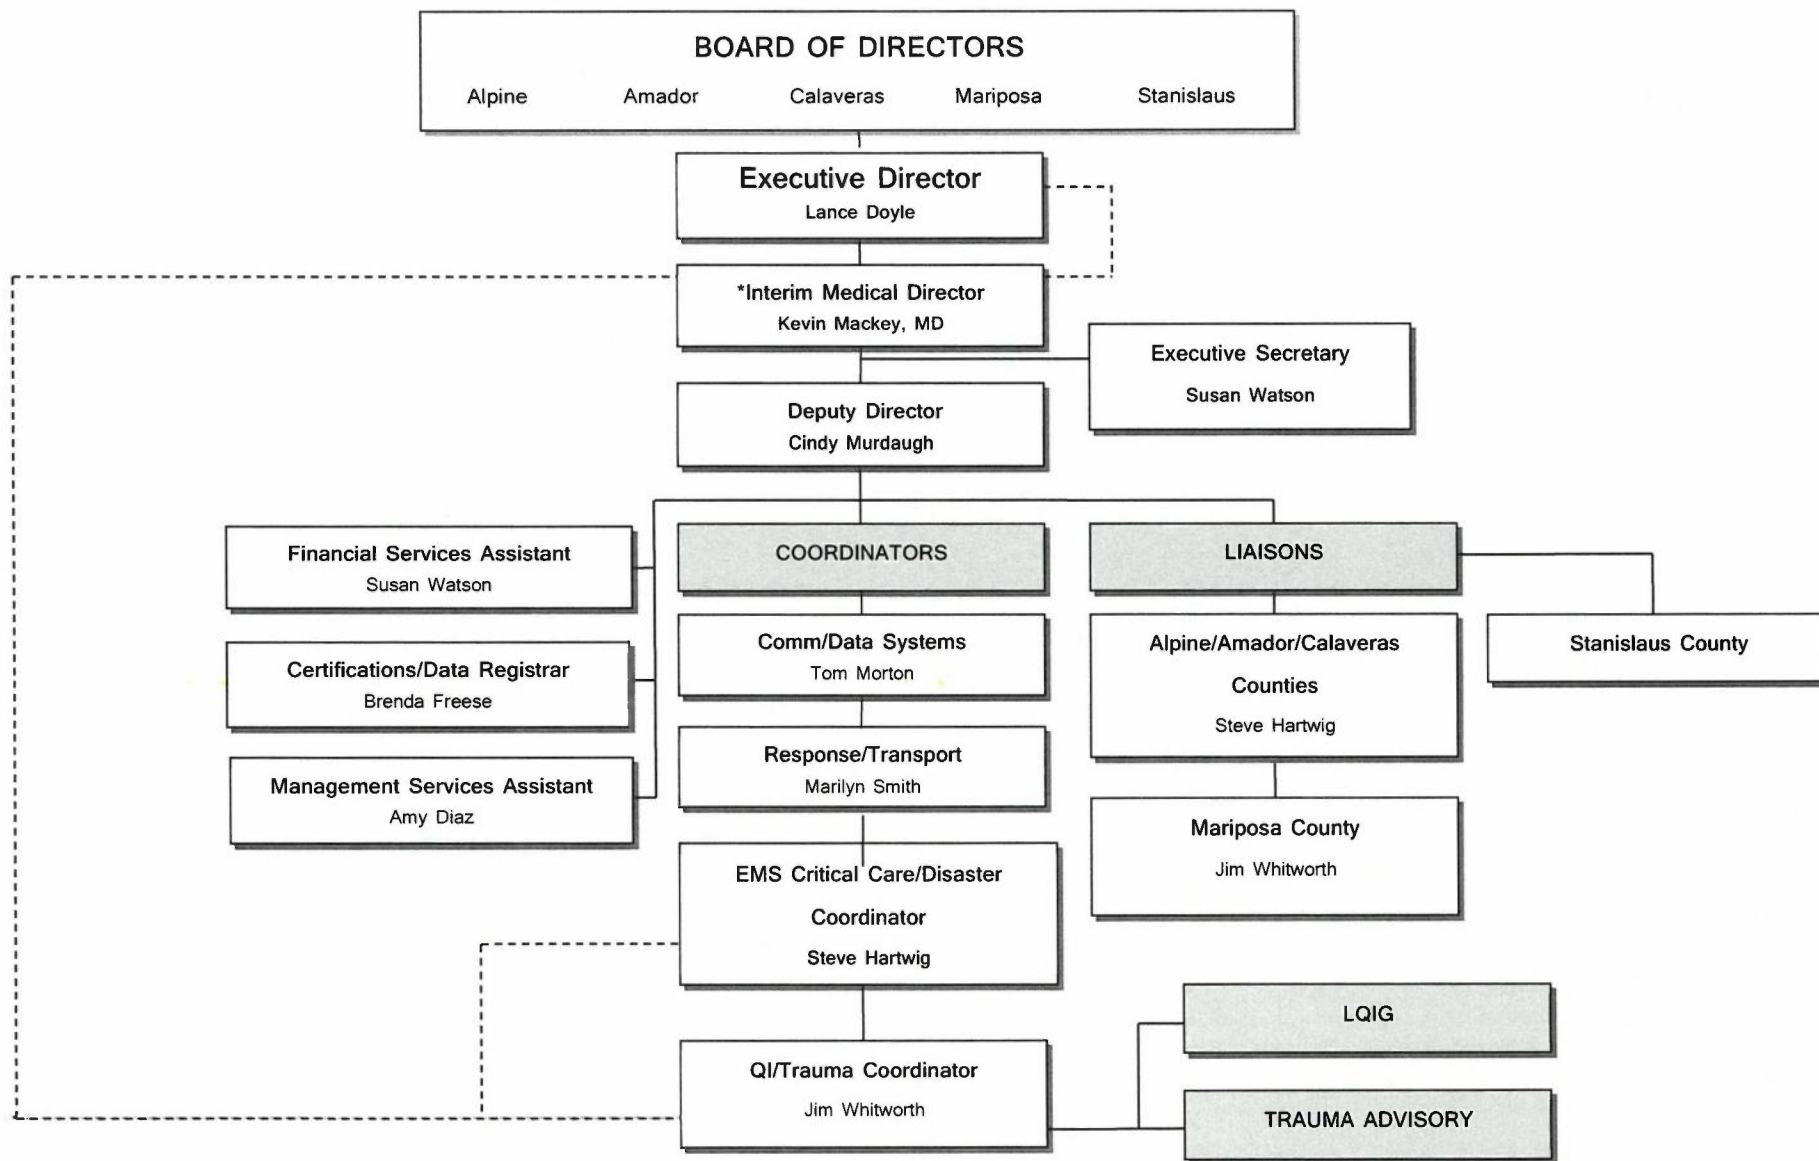 BOARD OF DIRECTORS
Alpine Amador Calaveras Mariposa Stanislaus
Executive Director
Lance Doyle
*Interim Medical Director
Kevin Mackey, MD
Executive Secretary
Susan Watson
Deputy Director
Cindy Murdaugh
Financial Services Assistant
Susan Watson
Certifications/Data Registrar
Brenda Freese
Management Services Assistant
Amy Diaz
COORDINATORS
Comm/Data Systems
Tom Morton
Response/Transport
Marilyn Smith
EMS Critical Care/Disaster
Coordinator
Steve Hartwig
QI/Trauma Coordinator
Jim Whitworth
LIAISONS
Alpine/Amador/Calaveras
Counties
Steve Hartwig
Mariposa County
Jim Whitworth
Stanislaus County
LQIG
TRAUMA ADVISORY